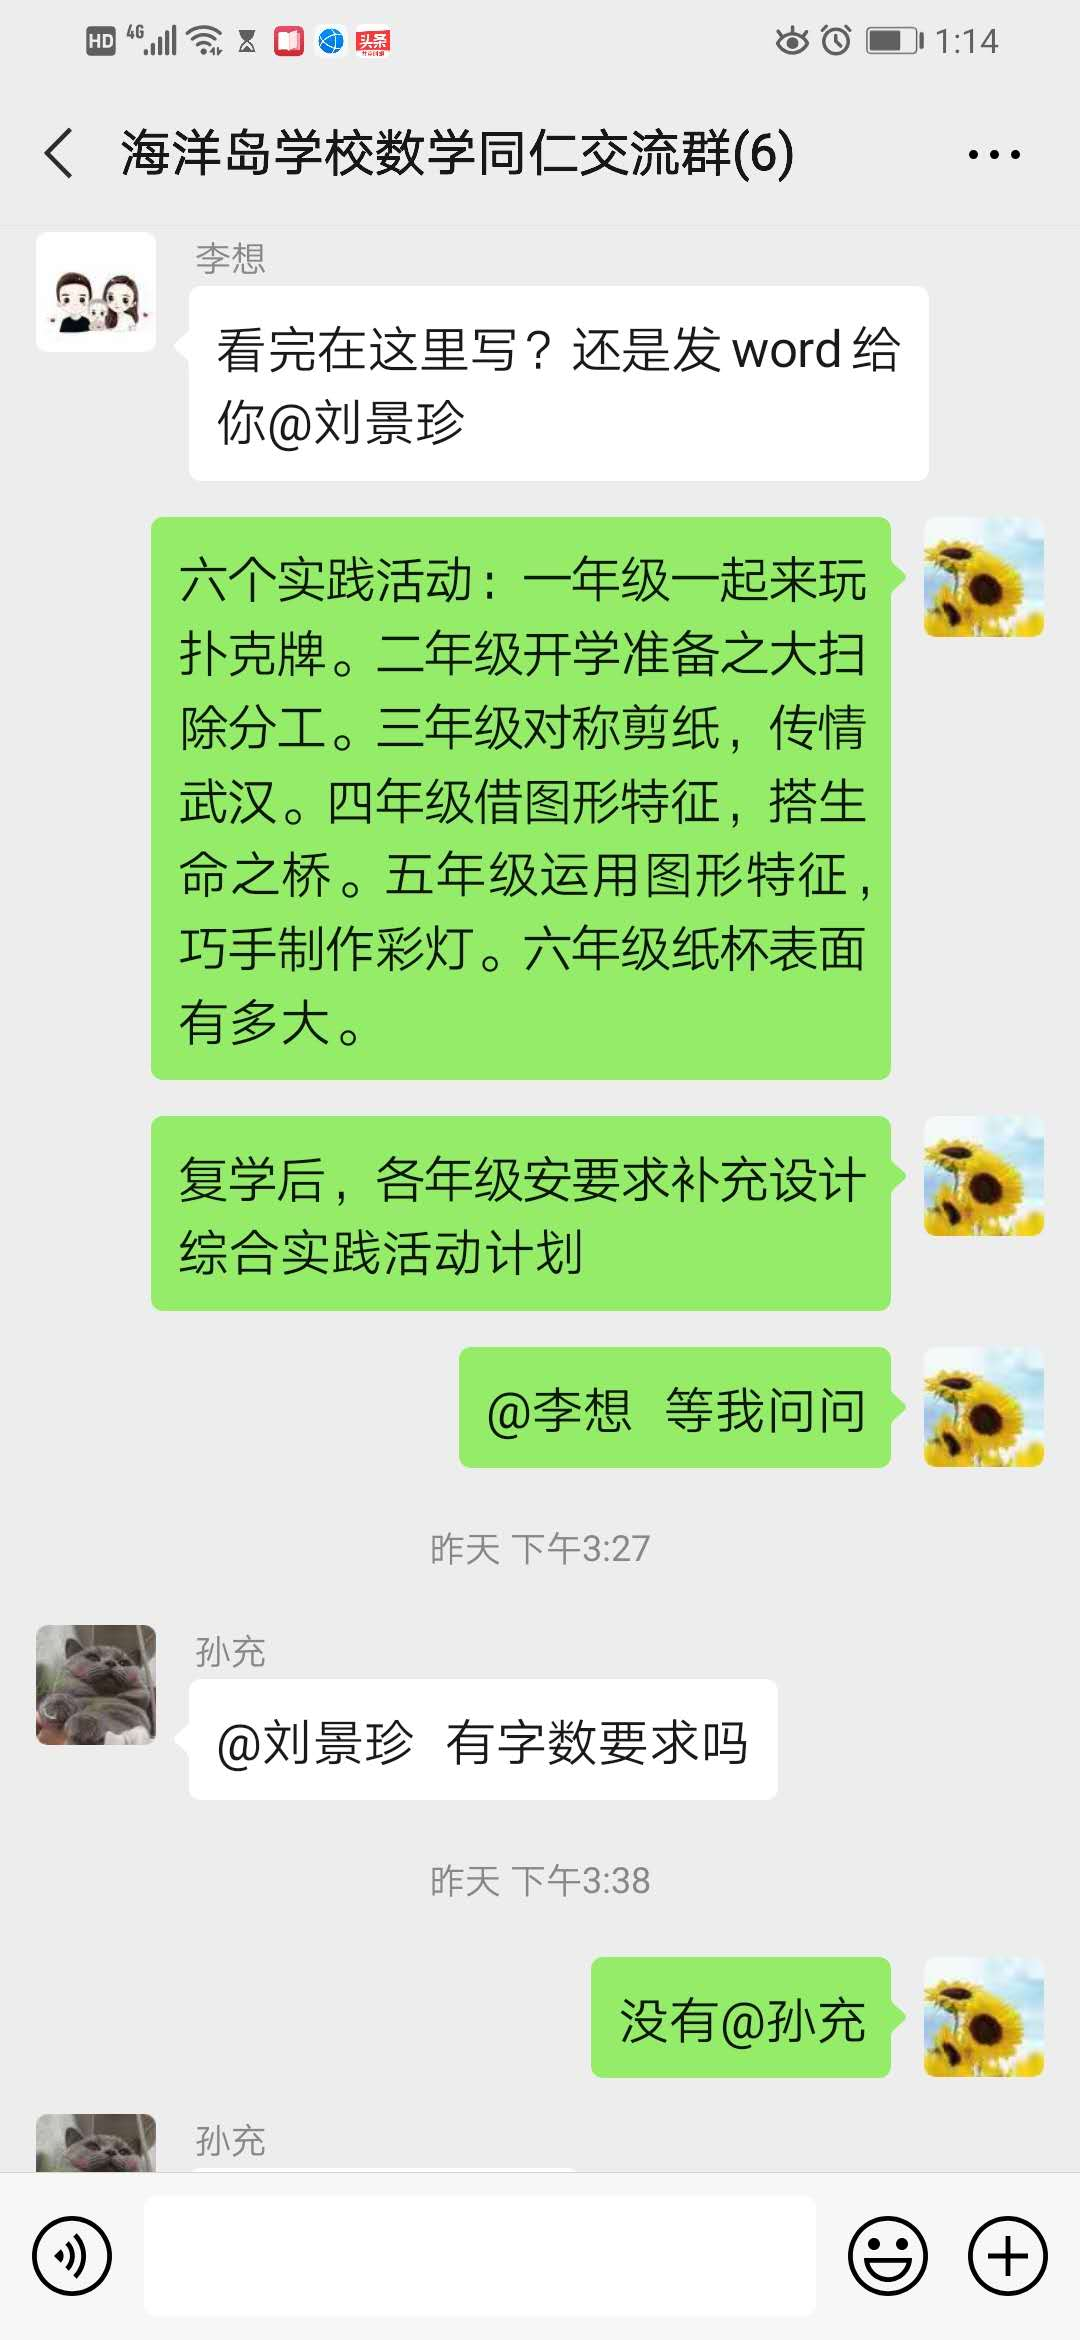 HD 4G 头条 1:14
海洋岛学校数学同仁交流群(6)
李想
看完在这里写？还是发word给
你@刘景珍
六个实践活动：一年级一起来玩
扑克牌。二年级开学准备之大扫
除分工。三年级对称剪纸，传情
武汉。四年级借图形特征，搭生
命之桥。五年级运用图形特征，
巧手制作彩灯。六年级纸杯表面
有多大。
复学后，各年级安要求补充设计
综合实践活动计划
@李想 等我问问
昨天 下午3:27
孙充
@刘景珍 有字数要求吗
昨天 下午3:38
没有@孙充
孙充